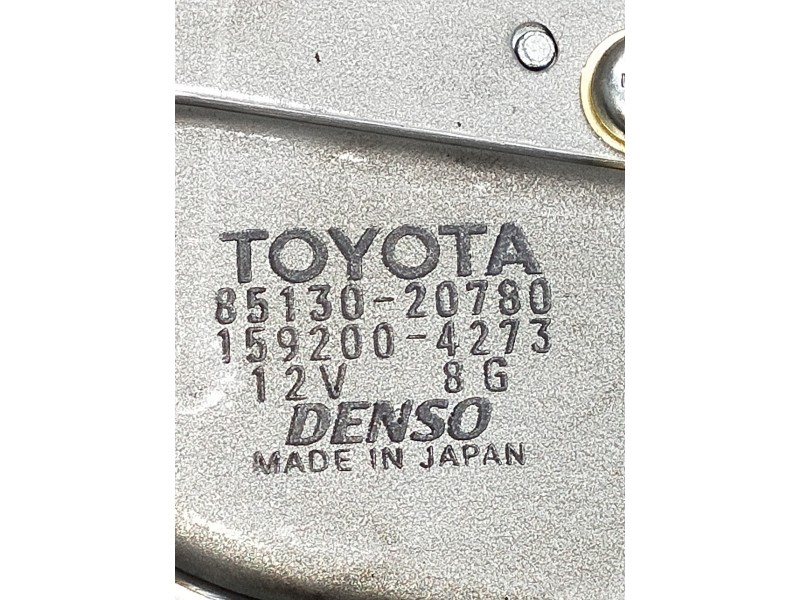 TOYOTA
85130-20780
159200-4273
12V 8G
DENSO
MADE IN JAPAN